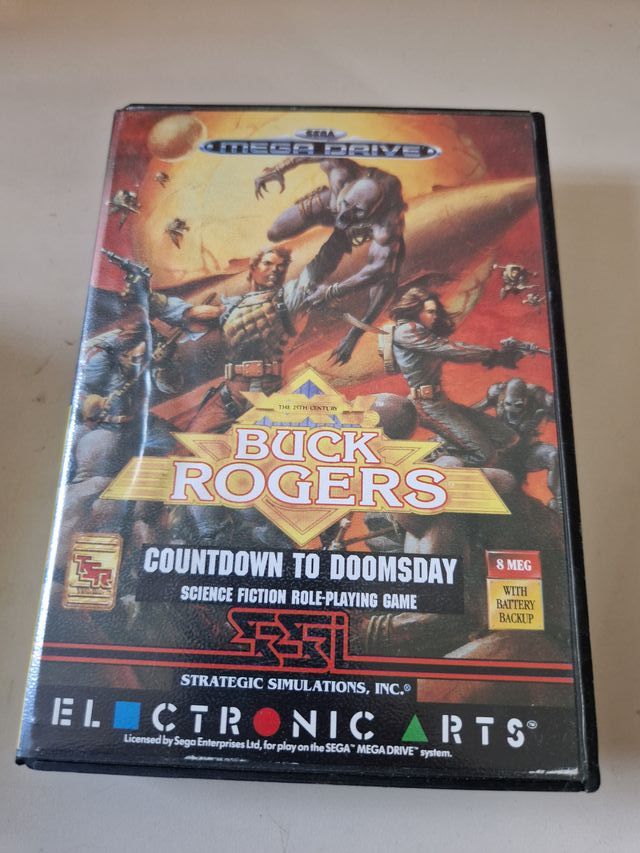 SEGA
MEGA DRIVE
THE 25TH CENTURY
BUCK
ROGERS
COUNTDOWN TO DOOMSDAY
SCIENCE FICTION ROLE-PLAYING GAME
TSR
8 MEG
WITH
BATTERY
BACKUP
SSI
STRATEGIC SIMULATIONS, INC.®
ELECTRONIC ARTS™
Licensed by Sega Enterprises Ltd, for play on the SEGA™ MEGA DRIVE™ system.